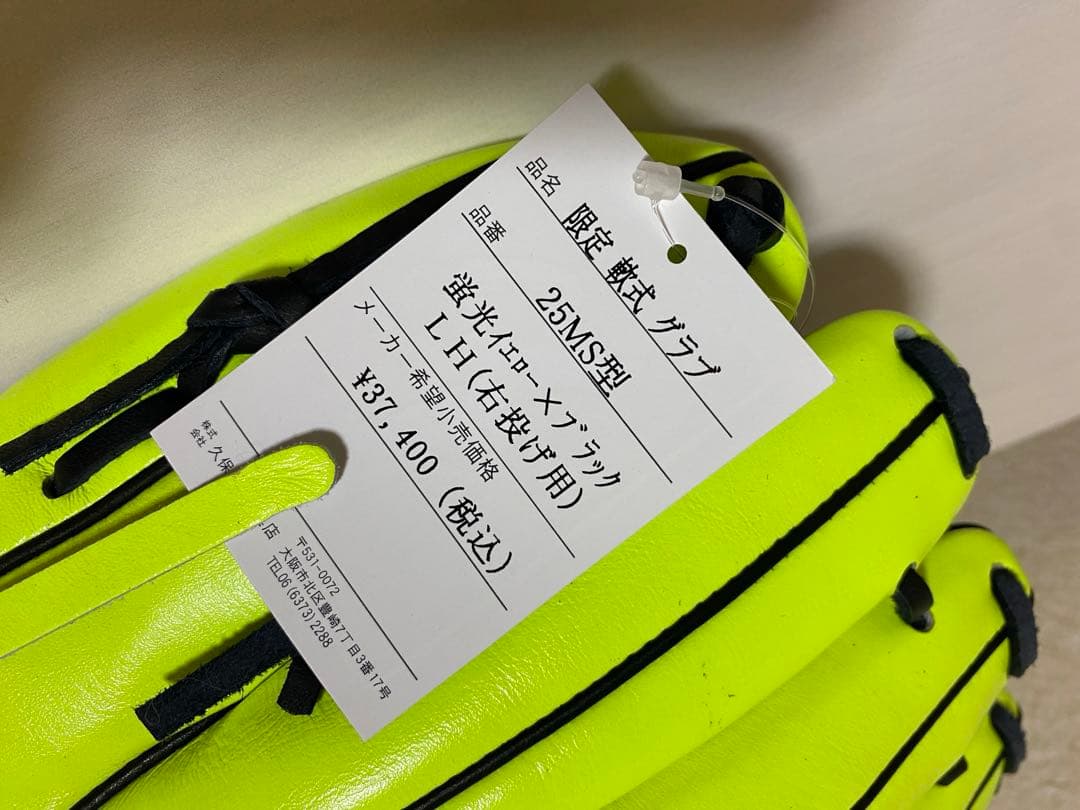 品名
限定 軟式 グラブ
品番
25MS型
蛍光イエロー×ブラック
LH(右投げ用)
メーカー希望小売価格
¥37,400(税込)
株式
会社 久保
店
〒531-0072
大阪市北区豊崎7丁目3番17号
TEL06(6373)2288